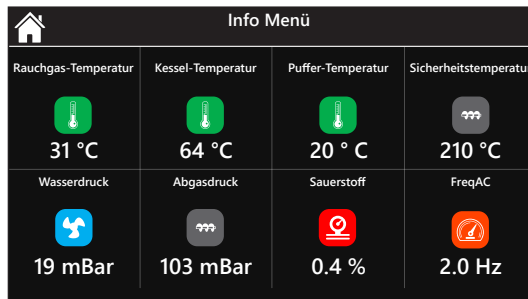 Info Menü
Rauchgas-Temperatur Kessel-Temperatur Puffer-Temperatur Sicherheitstemperatur
31 °C 64 °C 20 ° C 210 °C
Wasserdruck Abgasdruck Sauerstoff FreqAC
19 mBar 103 mBar 0.4 % 2.0 Hz